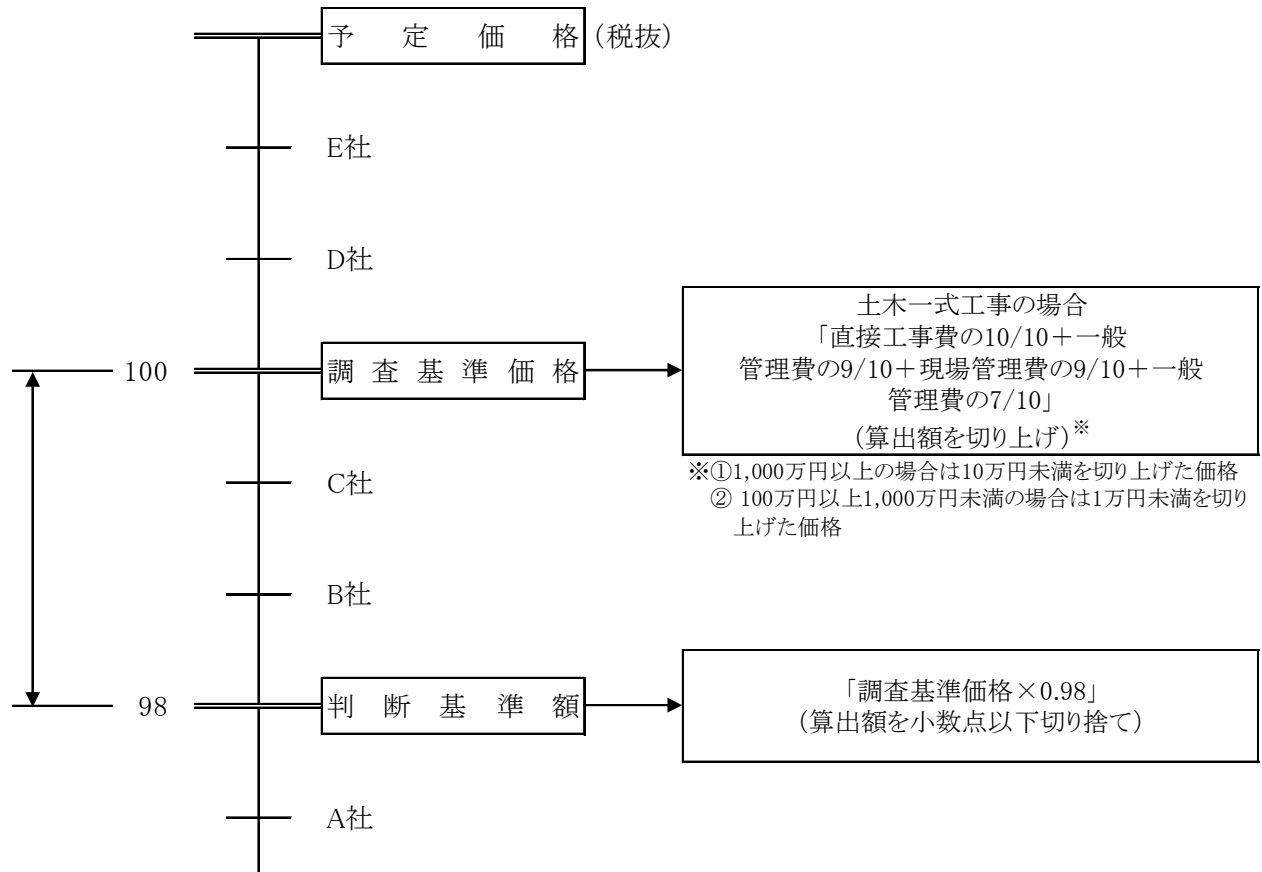 予定価格(税抜)
E社
D社
100
調査基準価格
土木一式工事の場合
「直接工事費の10/10＋一般
管理費の9/10＋現場管理費の9/10＋一般
管理費の7/10」
(算出額を切り上げ)※
※①1,000万円以上の場合は10万円未満を切り上げた価格
② 100万円以上1,000万円未満の場合は1万円未満を切り
上げた価格
C社
B社
98
判断基準額
「調査基準価格×0.98」
(算出額を小数点以下切り捨て)
A社